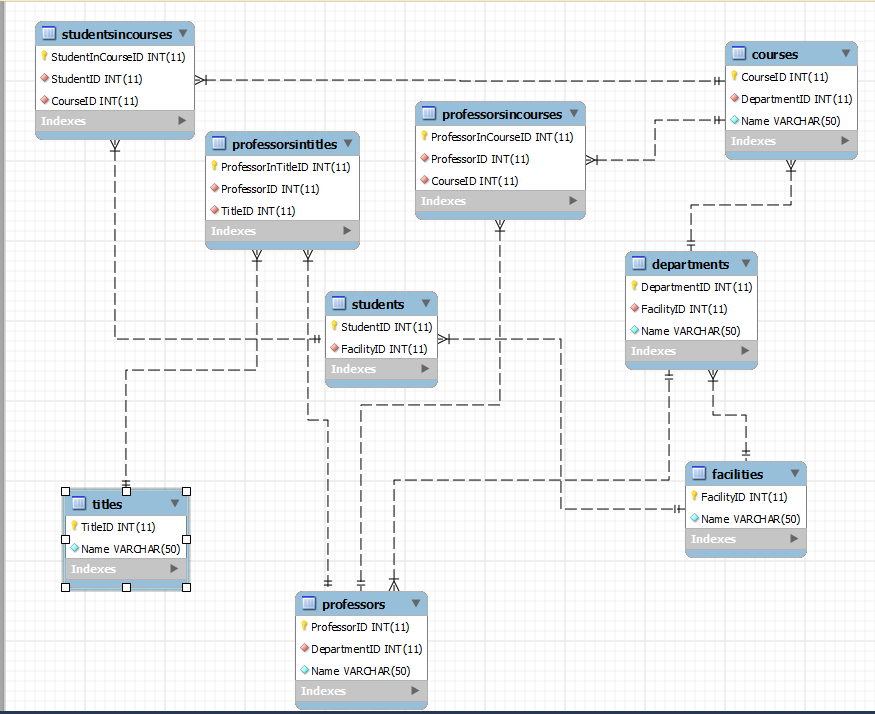 studentsincourses
StudentInCourseID INT(11)
StudentID INT(11)
CourseID INT(11)
Indexes
courses
CourseID INT(11)
DepartmentID INT(11)
Name VARCHAR(50)
Indexes
professorsincourses
ProfessorInCourseID INT(11)
ProfessorID INT(11)
CourseID INT(11)
Indexes
professorsintitles
ProfessorInTitleID INT(11)
ProfessorID INT(11)
TitleID INT(11)
Indexes
departments
DepartmentID INT(11)
FacilityID INT(11)
Name VARCHAR(50)
Indexes
students
StudentID INT(11)
FacilityID INT(11)
Indexes
facilities
FacilityID INT(11)
Name VARCHAR(50)
Indexes
titles
TitleID INT(11)
Name VARCHAR(50)
Indexes
professors
ProfessorID INT(11)
DepartmentID INT(11)
Name VARCHAR(50)
Indexes